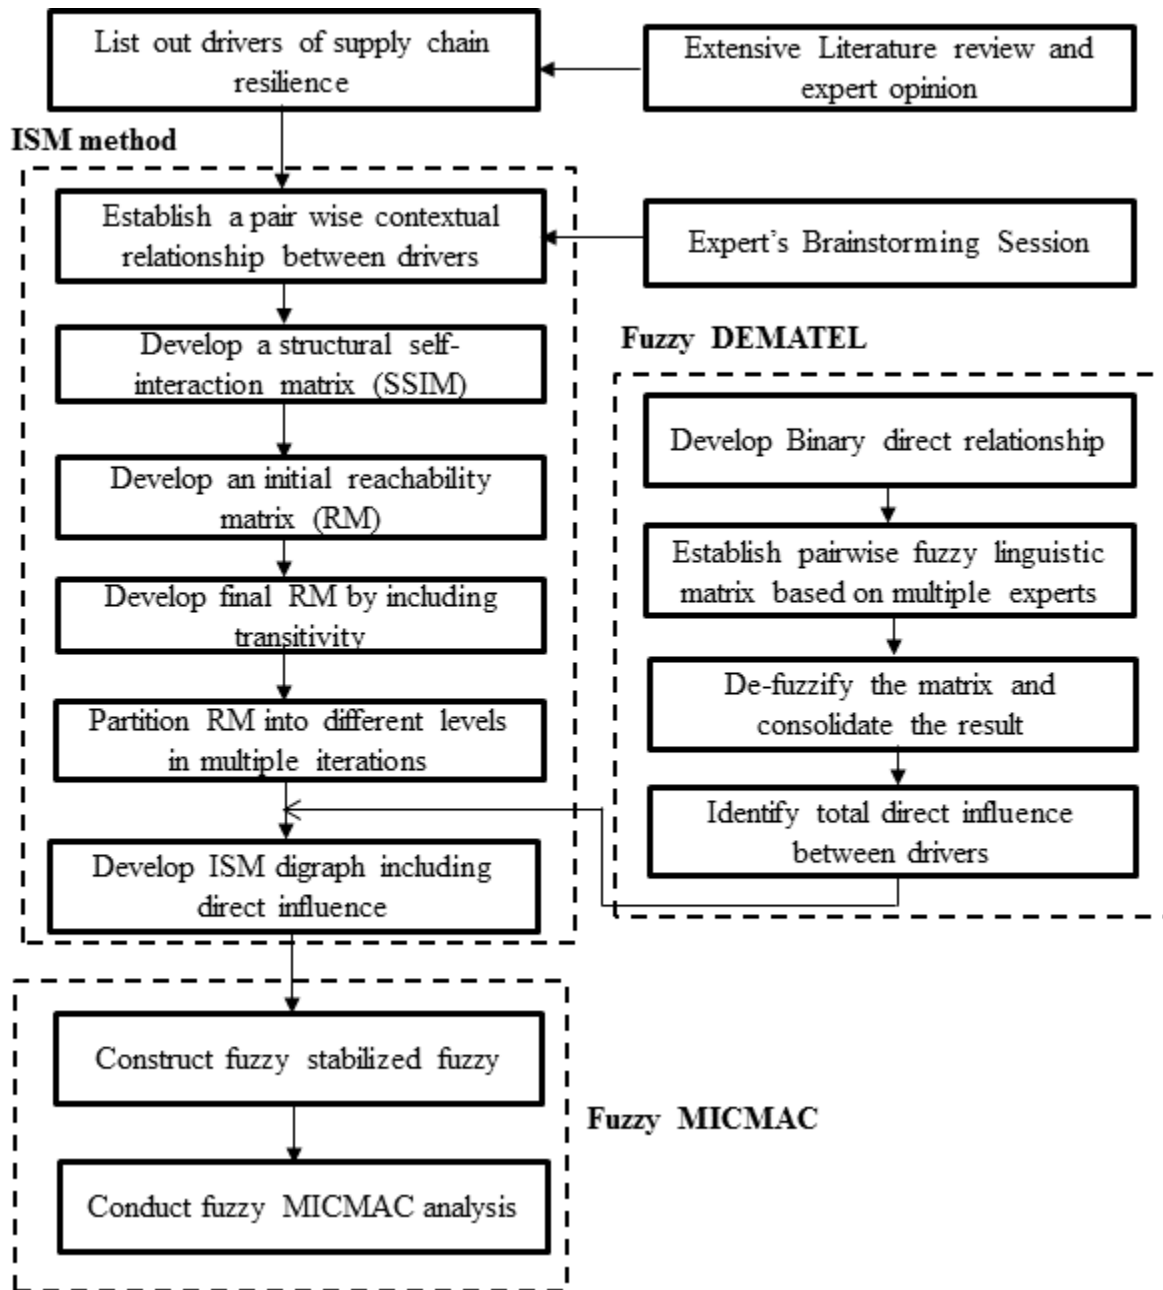 List out drivers of supply chain
resilience
Extensive Literature review and
expert opinion
ISM method
Establish a pair wise contextual
relationship between drivers
Expert's Brainstorming Session
Develop a structural self-
interaction matrix (SSIM)
Develop an initial reachability
matrix (RM)
Develop final RM by including
transitivity
Partition RM into different levels
in multiple iterations
Develop ISM digraph including
direct influence
Fuzzy DEMATEL
Develop Binary direct relationship
Establish pairwise fuzzy linguistic
matrix based on multiple experts
De-fuzzify the matrix and
consolidate the result
Identify total direct influence
between drivers
Construct fuzzy stabilized fuzzy
Fuzzy MICMAC
Conduct fuzzy MICMAC analysis